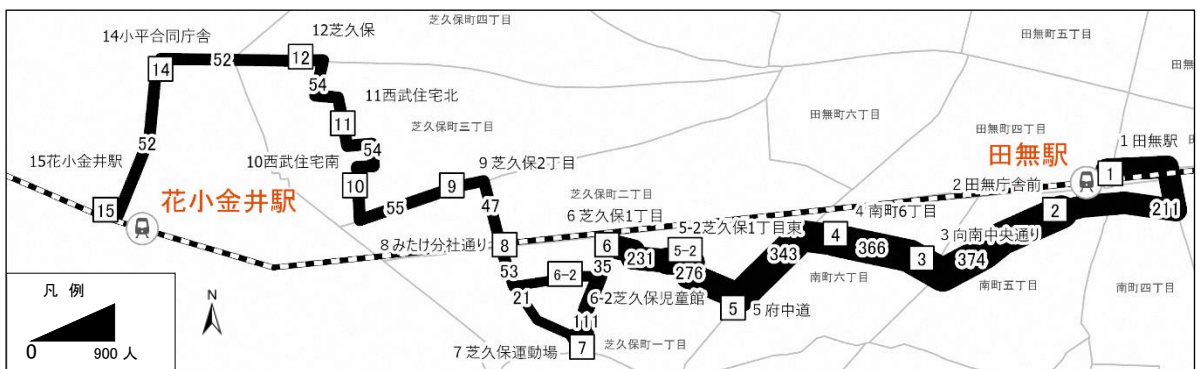 14小平合同庁舎
12芝久保
芝久保町四丁目
田無町五丁目
田無
14
52
12
54
11西武住宅北
11
芝久保町三丁目
田無町六丁目
田無町四丁目
1 田無駅
田無駅
52
54
15花小金井駅
10西武住宅南
9 芝久保2丁目
1
10
9
芝久保町二丁目
2 田無庁舎前
15
花小金井駅
55
47
6 芝久保1丁目
4 南町6丁目
2
211
5-2芝久保1丁目東
3 向南中央通り
8みたけ分社通り
8
6
231
5-2
343
4
366
3
374
53
6-2
35
276
南町六丁目
南町五丁目
南町四丁目
21
6-2芝久保児童館
5
5 府中道
111
7 芝久保運動場
7
芝久保町一丁目
凡 例
0
900 人
N